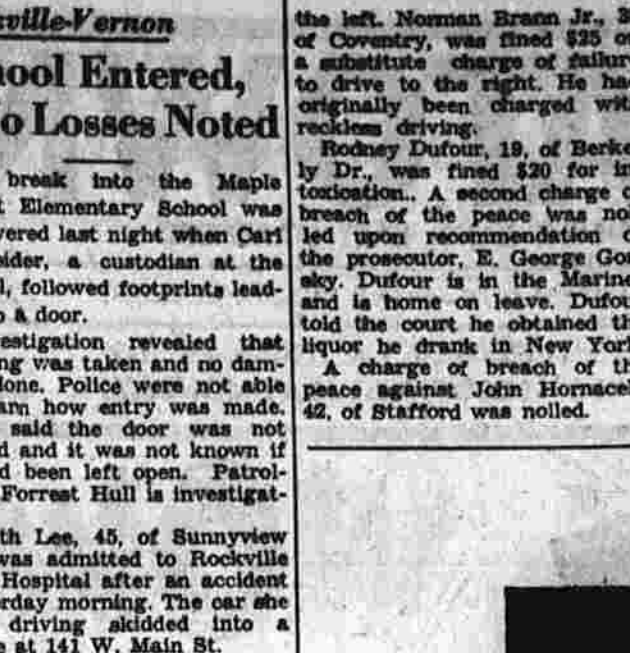 ville-Vernon
ool Entered,
o Losses Noted
break into the Maple
t Elementary School was
vered last night when Carl
ider, a custodian at the
l, followed footprints lead-
o a door.
estigation revealed that
ng was taken and no dam-
done. Police were not able
arn how entry was made.
said the door was not
d and it was not known if
d been left open. Patrol-
Forrest Hull is investigat-
th Lee, 45, of Sunnyview
was admitted to Rockville
Hospital after an accident
erday morning. The car she
driving skidded into a
e at 141 W. Main St.
the left. Norman Brann Jr., 3
of Coventry, was fined $25 o
a substitute charge of failur
to drive to the right. He ha
originally been charged wit
reckless driving.
Rodney Dufour, 19, of Berke
ly Dr., was fined $20 for in
toxication.. A second charge o
breach of the peace was nol
led upon recommendation o
the prosecutor, E. George Gor
sky. Dufour is in the Marine
and is home on leave. Dufou
told the court he obtained th
liquor he drank in New York
A charge of breach of th
peace against John Hornacel
42, of Stafford was nolled.